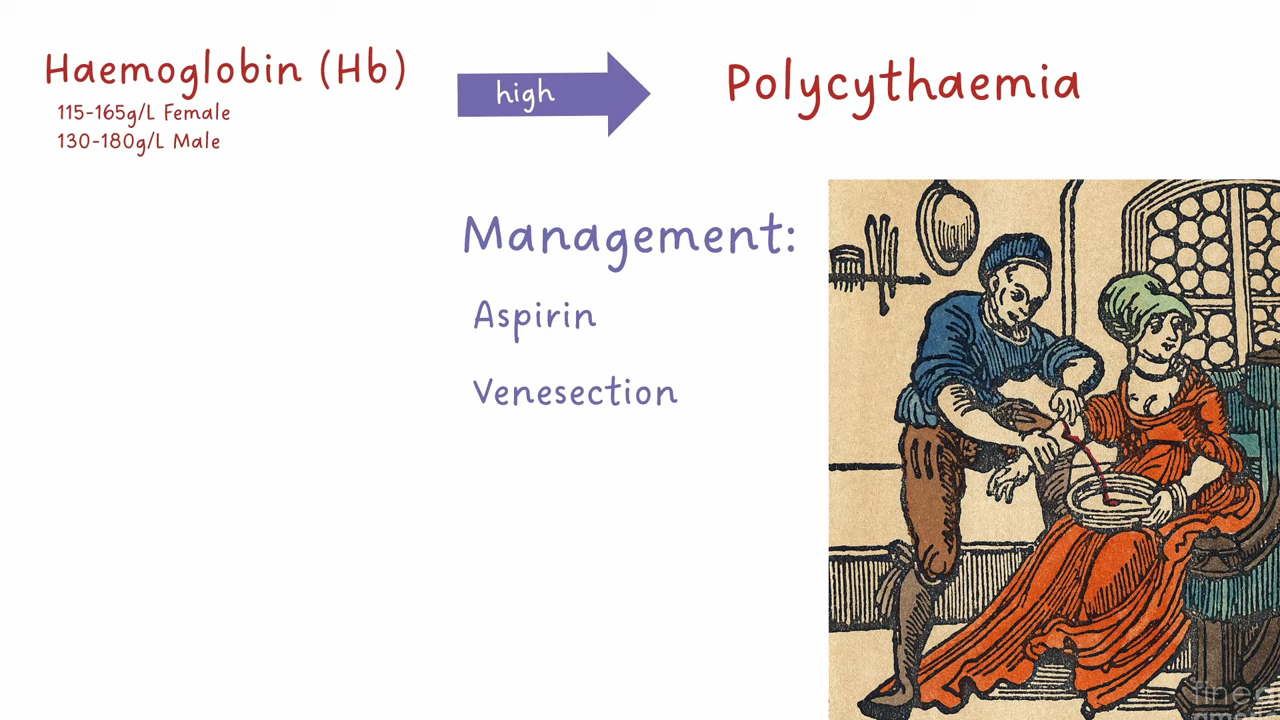 Haemoglobin (Hb)
115-165g/L Female
130-180g/L Male
high
Polycythaemia
Management:
Aspirin
Venesection